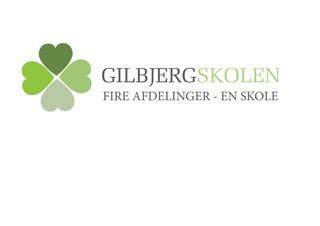 GILBJERGSKOLEN
FIRE AFDELINGER - EN SKOLE